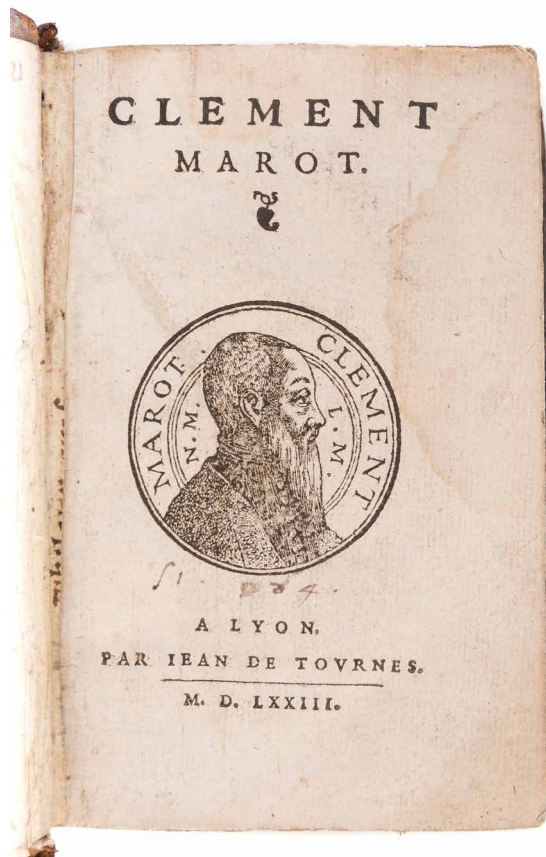 CLEMENT
MAROT.
MAROT CLEMENT
N. M. L. M.
A LYON.
PAR IEAN DE TOVRNES.
M. D. LXXIII.